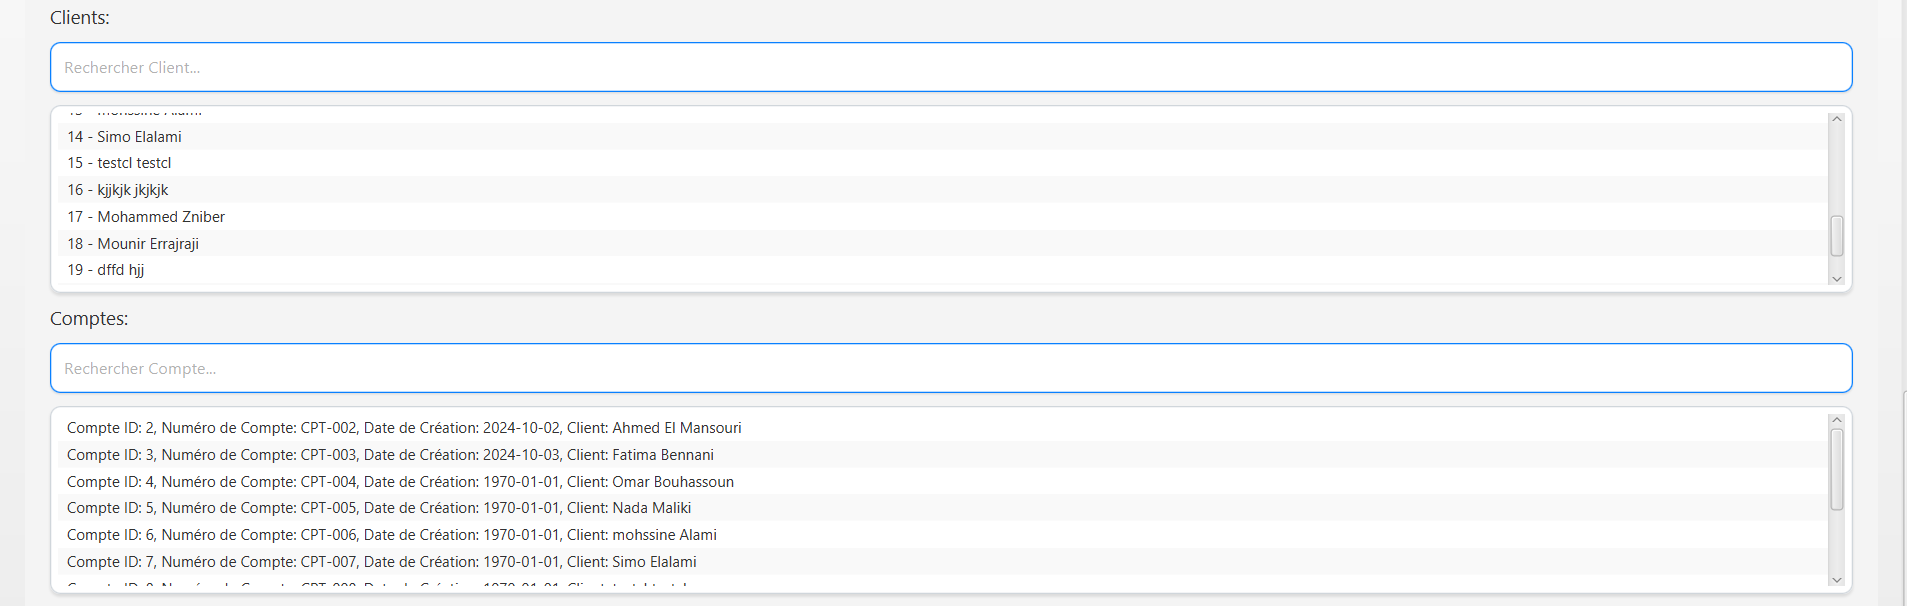 Clients:
Rechercher Client...
14 - Simo Elalami
15 - testcl testcl
16 - kjjkjk jkjkjk
17 - Mohammed Zniber
18 - Mounir Errajraji
19 - dffd hjj
Comptes:
Rechercher Compte...
Compte ID: 2, Numéro de Compte: CPT-002, Date de Création: 2024-10-02, Client: Ahmed El Mansouri
Compte ID: 3, Numéro de Compte: CPT-003, Date de Création: 2024-10-03, Client: Fatima Bennani
Compte ID: 4, Numéro de Compte: CPT-004, Date de Création: 1970-01-01, Client: Omar Bouhassoun
Compte ID: 5, Numéro de Compte: CPT-005, Date de Création: 1970-01-01, Client: Nada Maliki
Compte ID: 6, Numéro de Compte: CPT-006, Date de Création: 1970-01-01, Client: mohssine Alami
Compte ID: 7, Numéro de Compte: CPT-007, Date de Création: 1970-01-01, Client: Simo Elalami